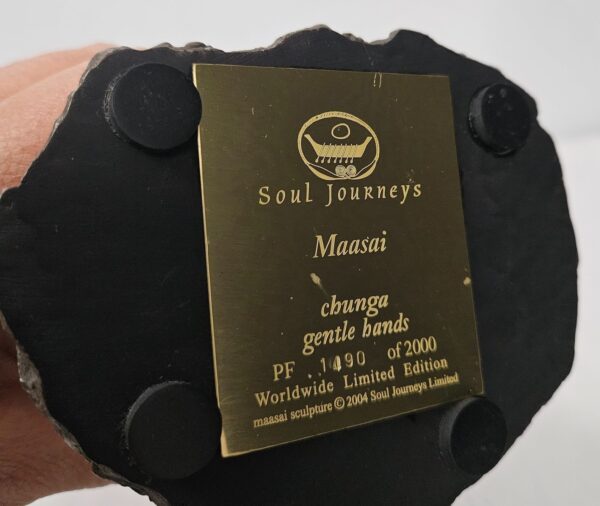 Soul Journeys
Maasai
chunga
gentle hands
PF 1490 of 2000
Worldwide Limited Edition
maasai sculpture © 2004 Soul Journeys Limited